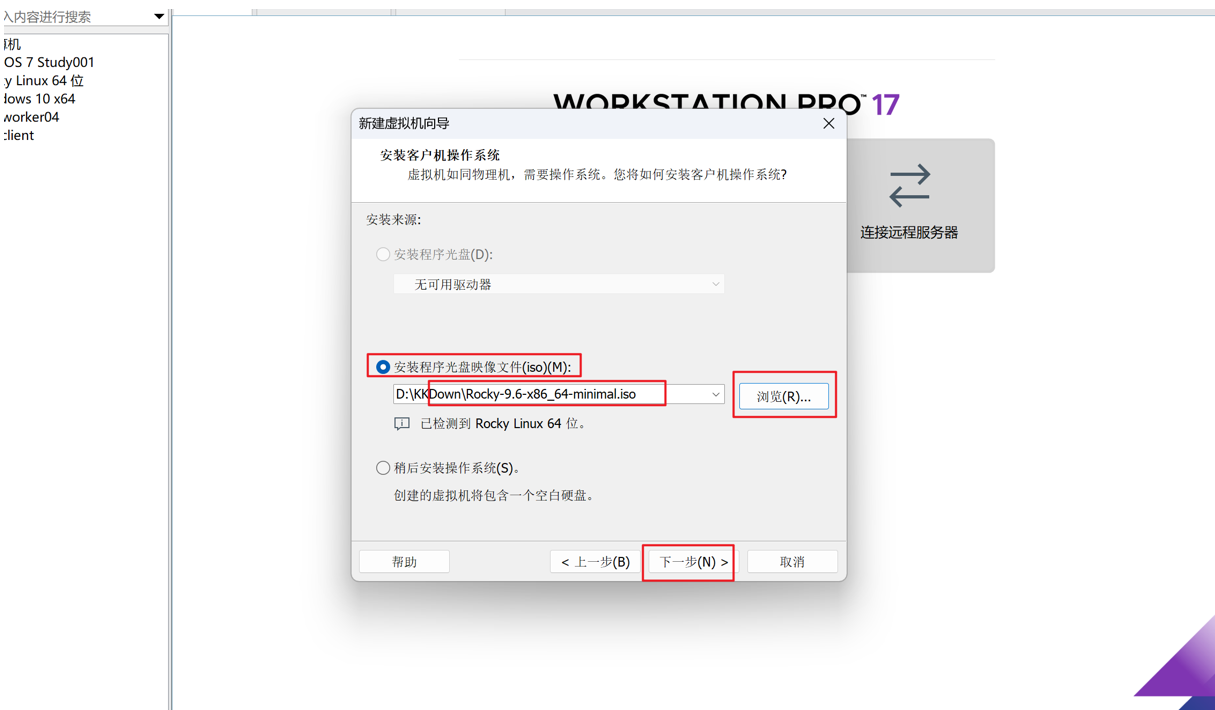 入内容进行搜索
算机
OS 7 Study001
y Linux 64 位
dows 10 x64
worker04
client
WORKSTATION PRO™ 17
新建虚拟机向导
安装客户机操作系统
虚拟机如同物理机，需要操作系统。您将如何安装客户机操作系统?
连接远程服务器
安装来源:
安装程序光盘(D):
无可用驱动器
安装程序光盘映像文件(iso)(M):
D:\KKDown\Rocky-9.6-x86_64-minimal.iso
浏览(R)...
已检测到 Rocky Linux 64 位。
稍后安装操作系统(S)。
创建的虚拟机将包含一个空白硬盘。
帮助
< 上一步(B)
下一步(N) >
取消